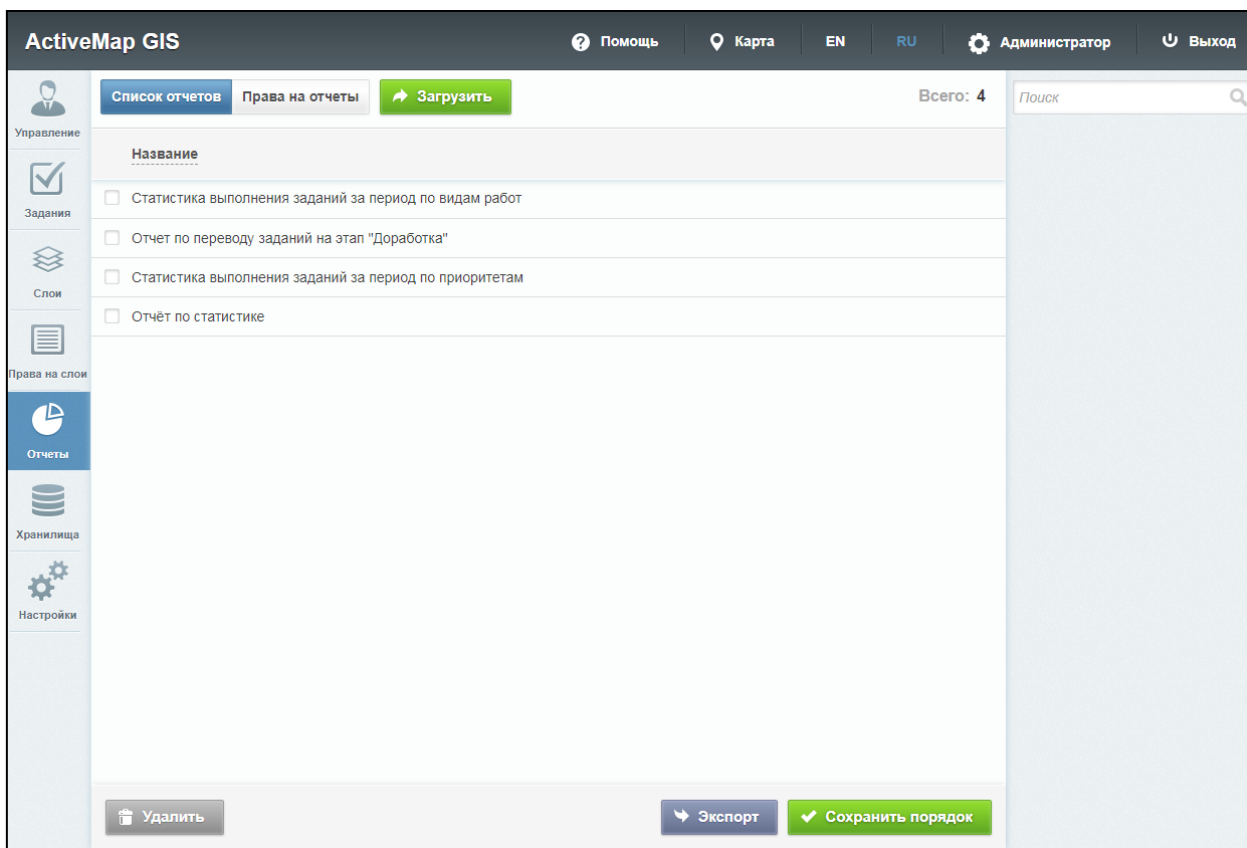 ActiveMap GIS
Помощь
Карта
EN
RU
Администратор
Выход
Управление
Задания
Слои
Права на слои
Отчеты
Хранилища
Настройки
Список отчетов
Права на отчеты
Загрузить
Всего: 4
Поиск
Название
Статистика выполнения заданий за период по видам работ
Отчет по переводу заданий на этап "Доработка"
Статистика выполнения заданий за период по приоритетам
Отчёт по статистике
Удалить
Экспорт
Сохранить порядок